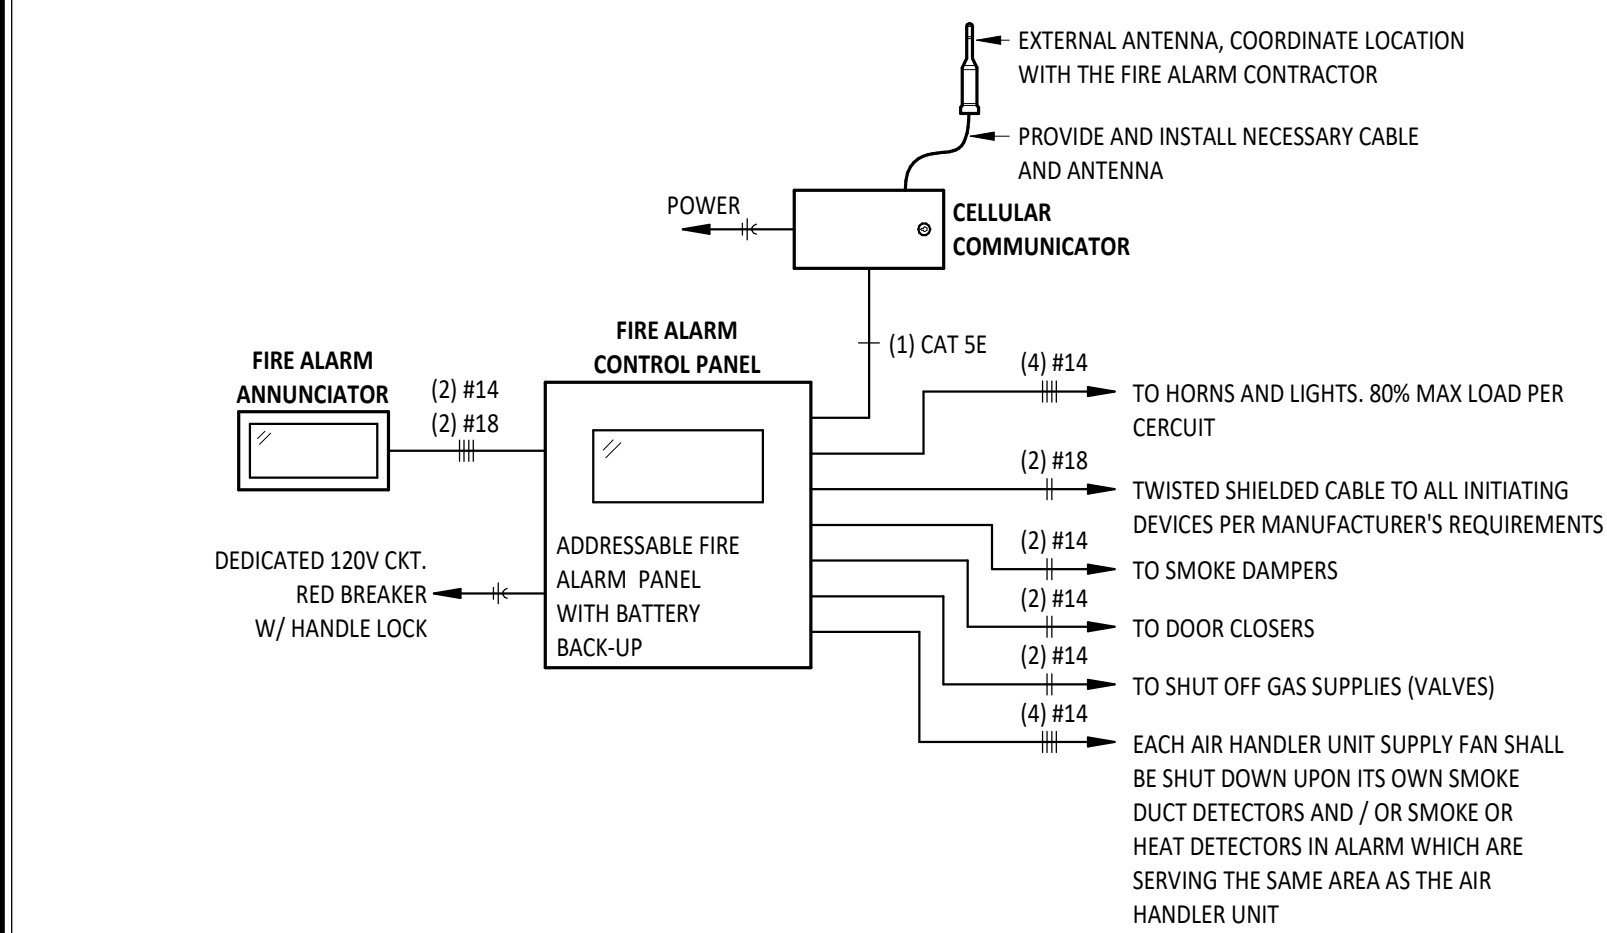 EXTERNAL ANTENNA, COORDINATE LOCATION
WITH THE FIRE ALARM CONTRACTOR
PROVIDE AND INSTALL NECESSARY CABLE
AND ANTENNA
POWER
CELLULAR
COMMUNICATOR
(1) CAT 5E
FIRE ALARM
CONTROL PANEL
FIRE ALARM
ANNUNCIATOR
(2) #14
(2) #18
DEDICATED 120V CKT.
RED BREAKER
W/ HANDLE LOCK
ADDRESSABLE FIRE
ALARM PANEL
WITH BATTERY
BACK-UP
(4) #14
TO HORNS AND LIGHTS. 80% MAX LOAD PER
CERCUIT
(2) #18
TWISTED SHIELDED CABLE TO ALL INITIATING
DEVICES PER MANUFACTURER'S REQUIREMENTS
(2) #14
TO SMOKE DAMPERS
(2) #14
TO DOOR CLOSERS
(2) #14
TO SHUT OFF GAS SUPPLIES (VALVES)
(4) #14
EACH AIR HANDLER UNIT SUPPLY FAN SHALL
BE SHUT DOWN UPON ITS OWN SMOKE
DUCT DETECTORS AND / OR SMOKE OR
HEAT DETECTORS IN ALARM WHICH ARE
SERVING THE SAME AREA AS THE AIR
HANDLER UNIT